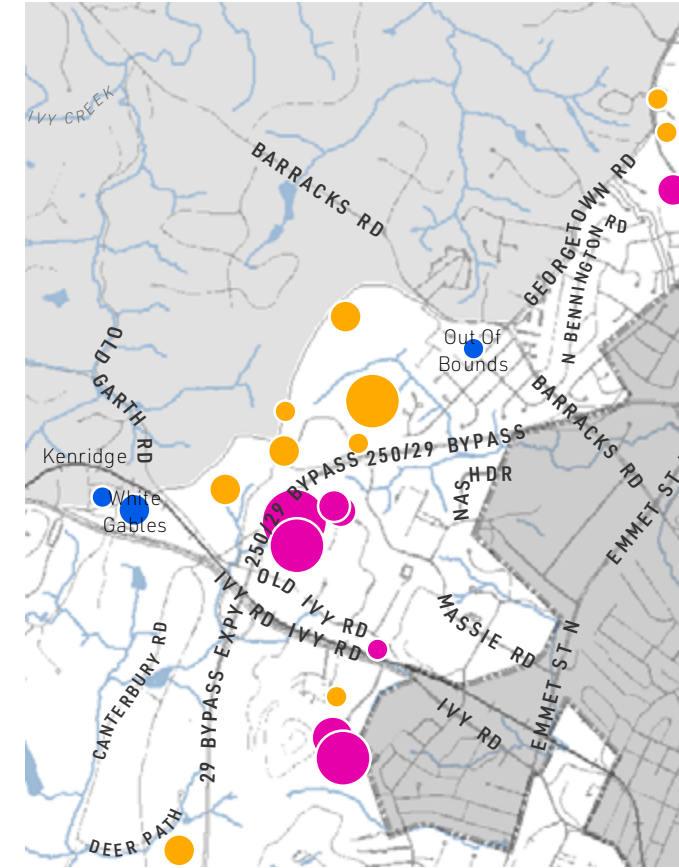 IVY CREEK
BARRACKS RD
GEORGETOWN RD
RD
N BENNINGTON
Out Of
Bounds
OLD
GARTH RD
BARRACKS RD
Kenridge
250/29 BYPASS
250/29 BYPASS
NAS
HDR
EMMET ST N
White
Gables
OLD IVY RD
IVY RD
IVY RD
MASSIE RD
EMMET ST N
CANTERBURY RD
29 BYPASS EXPY
IVY RD
DEER PATH